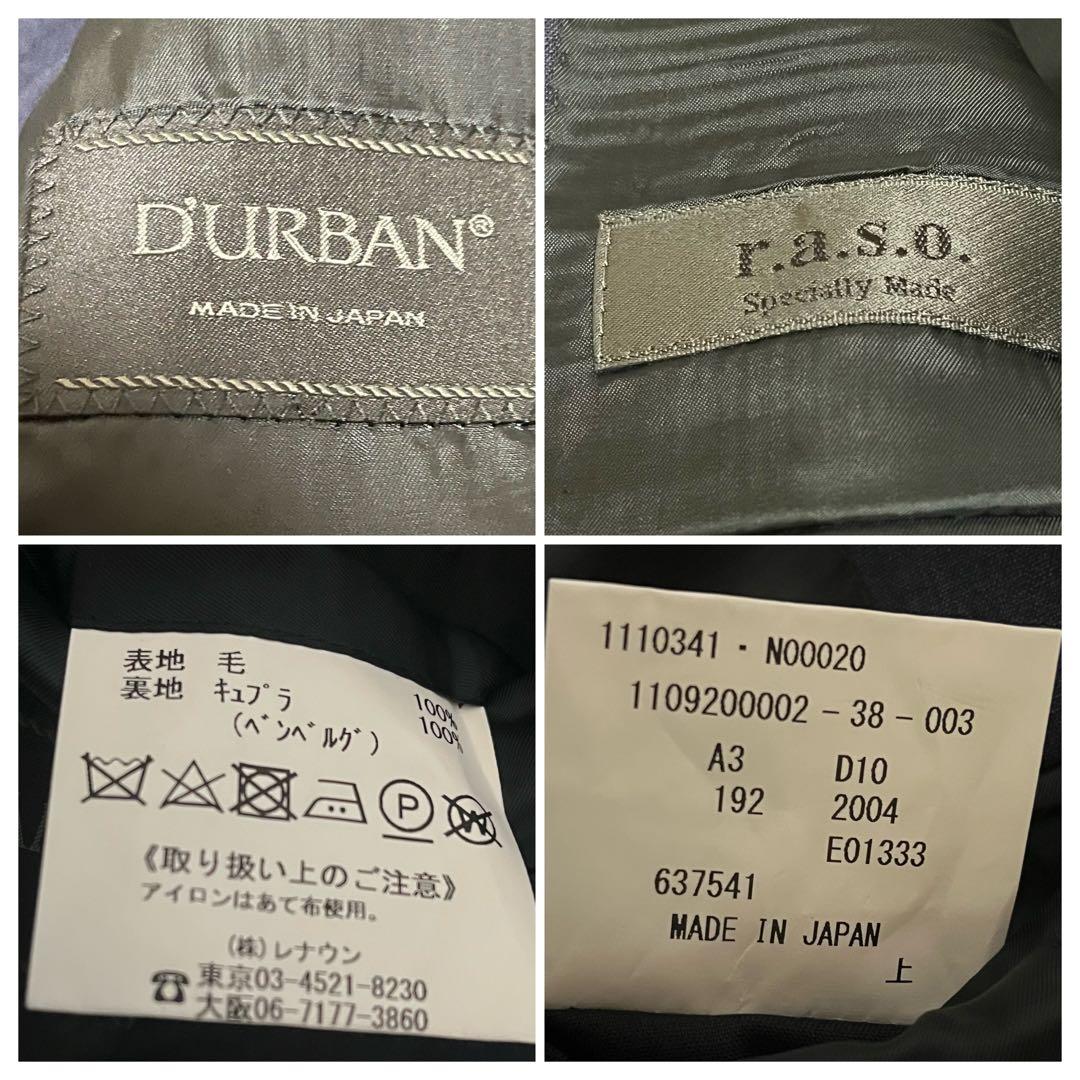 D'URBAN®
MADE IN JAPAN
r.a.s.o.
Specially Made
表地 毛 100%
裏地 ｷｭﾌﾟﾗ 100%
(ﾍﾞﾝﾍﾞﾙｸﾞ)
P
W
《取り扱い上のご注意》
アイロンはあて布使用。
(株)レナウン
☎東京03-4521-8230
大阪06-7177-3860
1110341・N00020
1109200002-38-003
A3 D10
192 2004
E01333
637541
MADE IN JAPAN
上